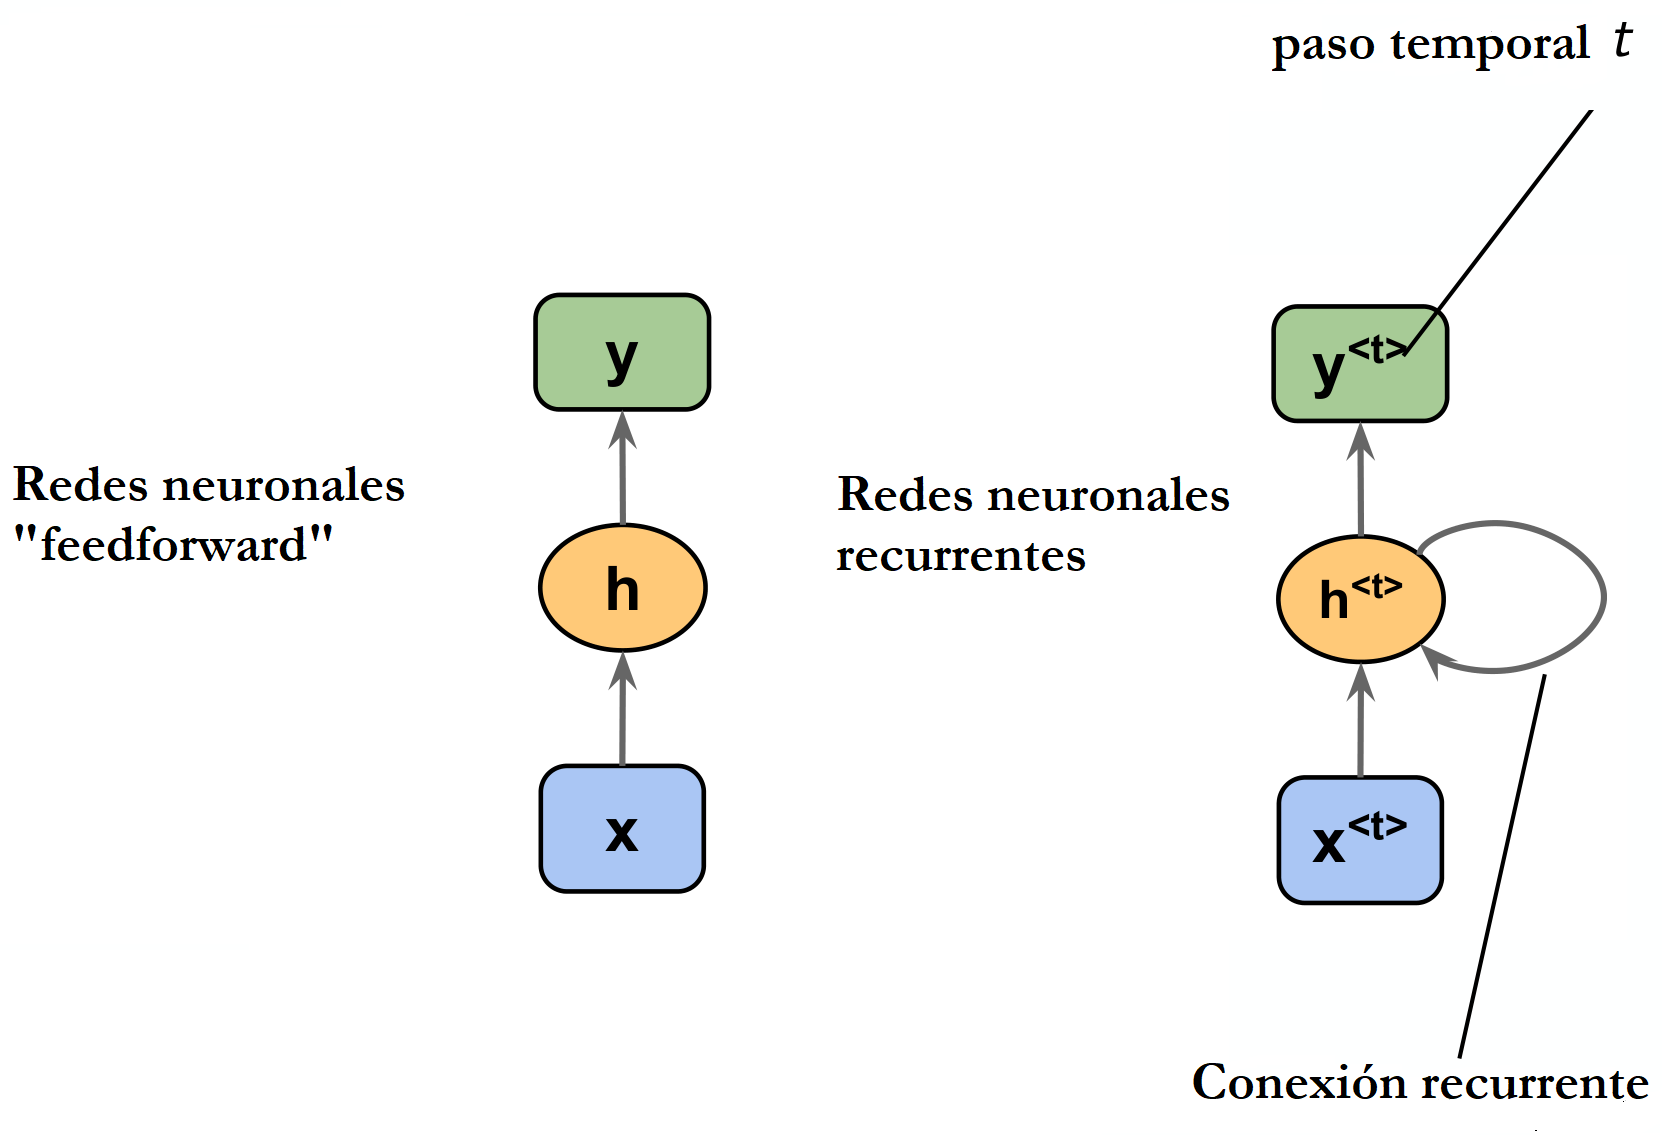 paso temporal t
y
y<t>
Redes neuronales
"feedforward"
Redes neuronales
recurrentes
h
h<t>
x
x<t>
Conexión recurrente